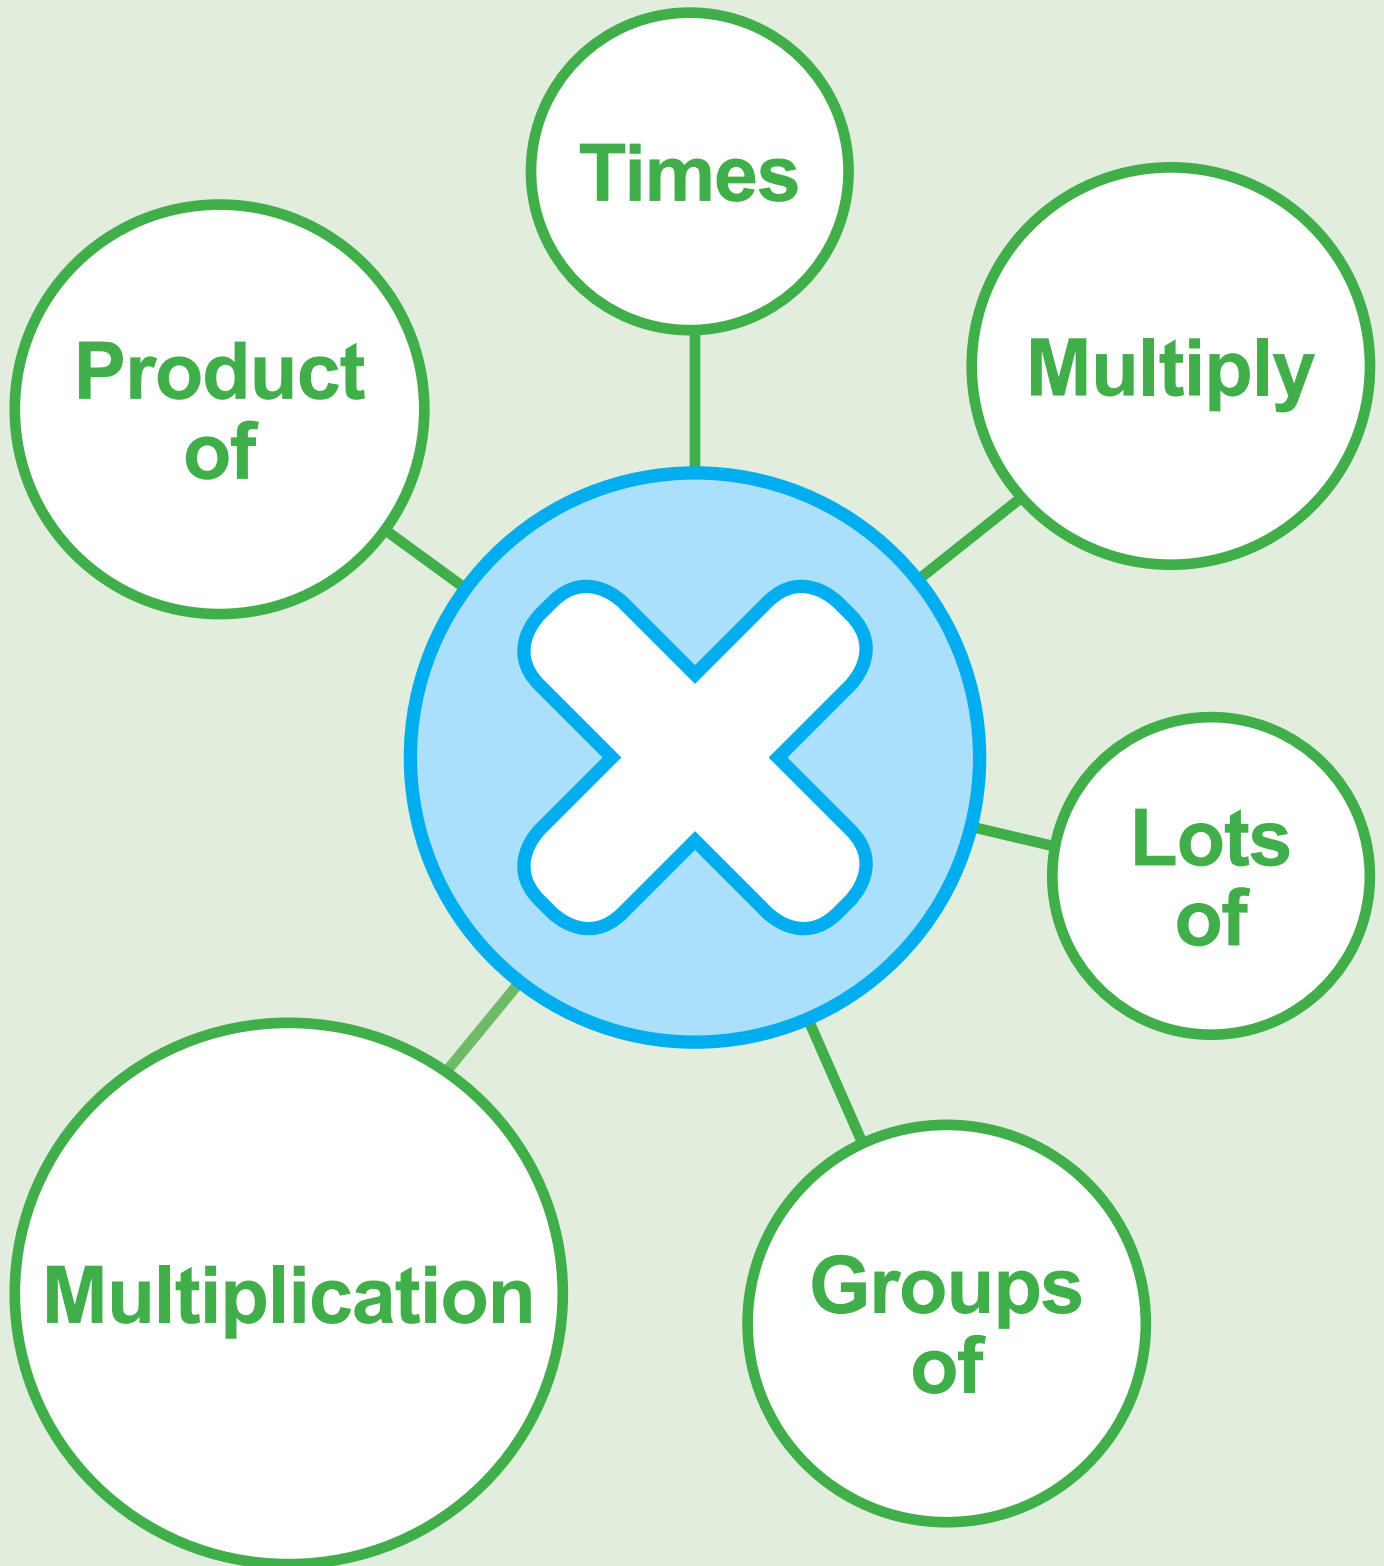 Times
Multiply
Product
of
Lots
of
Groups
of
Multiplication